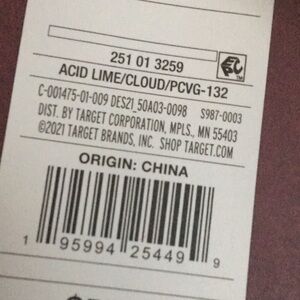 251 01 3259
ACID LIME/CLOUD/PCVG-132
C-001475-01-009 DES21_50A03-0098 S987-0003
DIST. BY TARGET CORPORATION, MPLS., MN 55403
©2021 TARGET BRANDS, INC. SHOP TARGET.COM
ORIGIN: CHINA
1 95994 25449 9